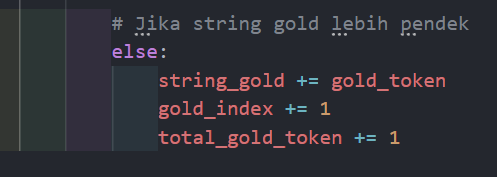 # Jika string gold lebih pendek
else:
string_gold += gold_token
gold_index += 1
total_gold_token += 1